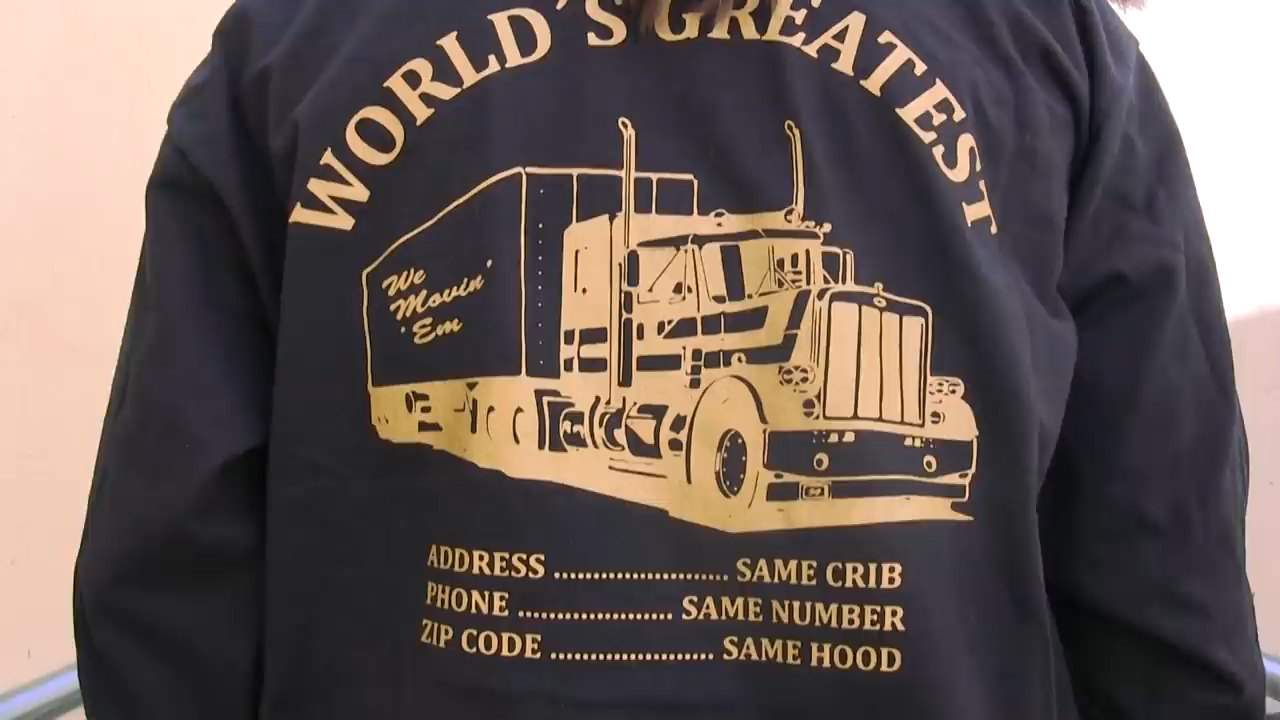 WORLD'S GREATEST
We
Movin'
'Em
ADDRESS ...................... SAME CRIB
PHONE ................... SAME NUMBER
ZIP CODE .................... SAME HOOD